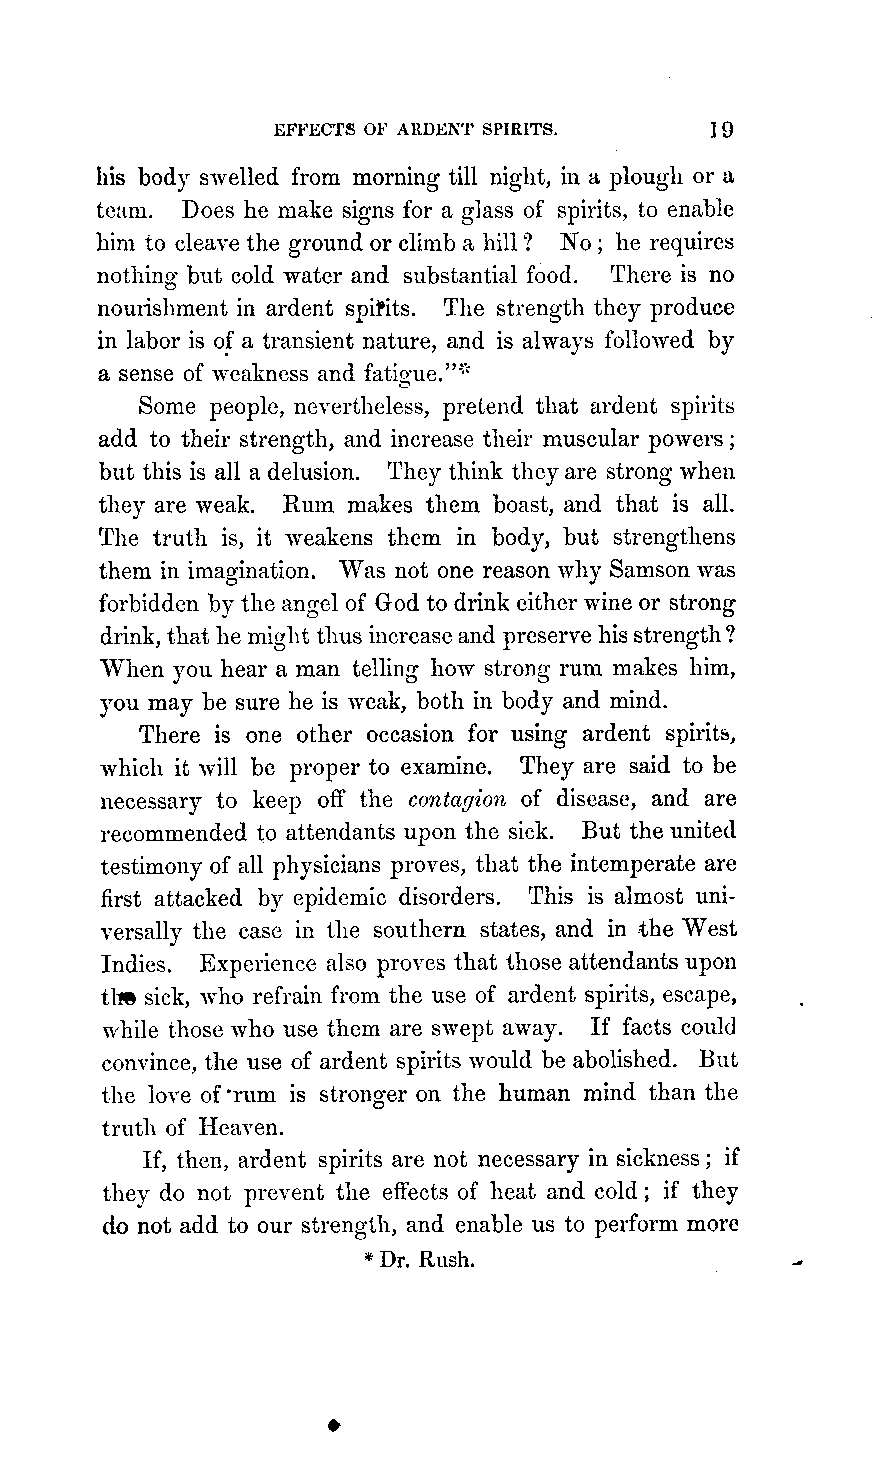 EFFECTS OF ARDENT SPIRITS. 19
his body swelled from morning till night, in a plough or a
team. Does he make signs for a glass of spirits, to enable
him to cleave the ground or climb a hill? No; he requires
nothing but cold water and substantial food. There is no
nourishment in ardent spirits. The strength they produce
in labor is of a transient nature, and is always followed by
a sense of weakness and fatigue."*
Some people, nevertheless, pretend that ardent spirits
add to their strength, and increase their muscular powers;
but this is all a delusion. They think they are strong when
they are weak. Rum makes them boast, and that is all.
The truth is, it weakens them in body, but strengthens
them in imagination. Was not one reason why Samson was
forbidden by the angel of God to drink either wine or strong
drink, that he might thus increase and preserve his strength?
When you hear a man telling how strong rum makes him,
you may be sure he is weak, both in body and mind.
There is one other occasion for using ardent spirits,
which it will be proper to examine. They are said to be
necessary to keep off the contagion of disease, and are
recommended to attendants upon the sick. But the united
testimony of all physicians proves, that the intemperate are
first attacked by epidemic disorders. This is almost uni-
versally the case in the southern states, and in the West
Indies. Experience also proves that those attendants upon
the sick, who refrain from the use of ardent spirits, escape,
while those who use them are swept away. If facts could
convince, the use of ardent spirits would be abolished. But
the love of rum is stronger on the human mind than the
truth of Heaven.
If, then, ardent spirits are not necessary in sickness; if
they do not prevent the effects of heat and cold; if they
do not add to our strength, and enable us to perform more
* Dr. Rush.